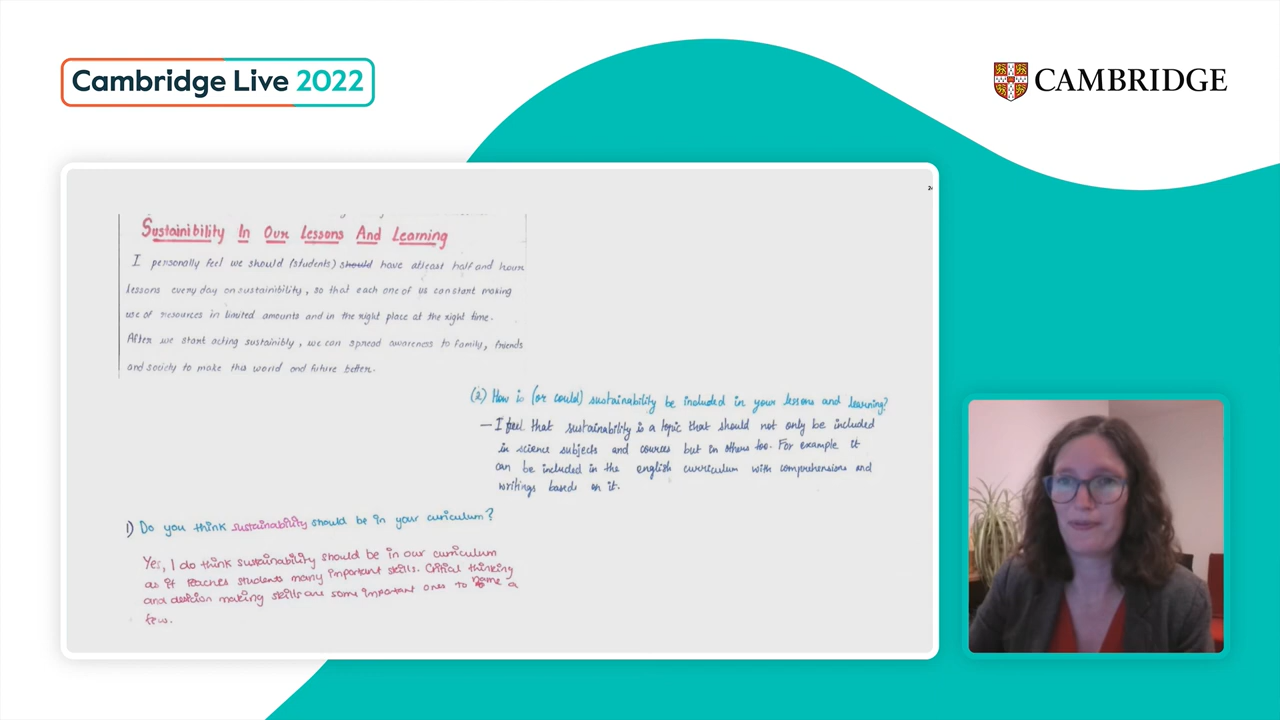 Cambridge Live 2022
CAMBRIDGE
Sustainibility In Our Lessons And Learning
I personally feel we should (students) should have atleast half and hour
lessons every day on sustainibility, so that each one of us constant making
use of resources in limited amounts and in the right place at the right time.
After we start acting sustainibly, we can spread awareness to family, friends
and society to make tha world and future better.
(2) How is (or could) sustainability be included in your lessons and learning?
— I feel that sustainability is a topic that should not only be included
in science subjects and courses but in others too. For example it
can be included in the english curriculum with comprehensions and
writings based on it.
1) Do you think sustainability should be in your curiculum?
Yes, I do think sustainability should be in our curiculum
as it teaches students many important skills. Critical thinking
and decision making skills are some important ones to name a
few.